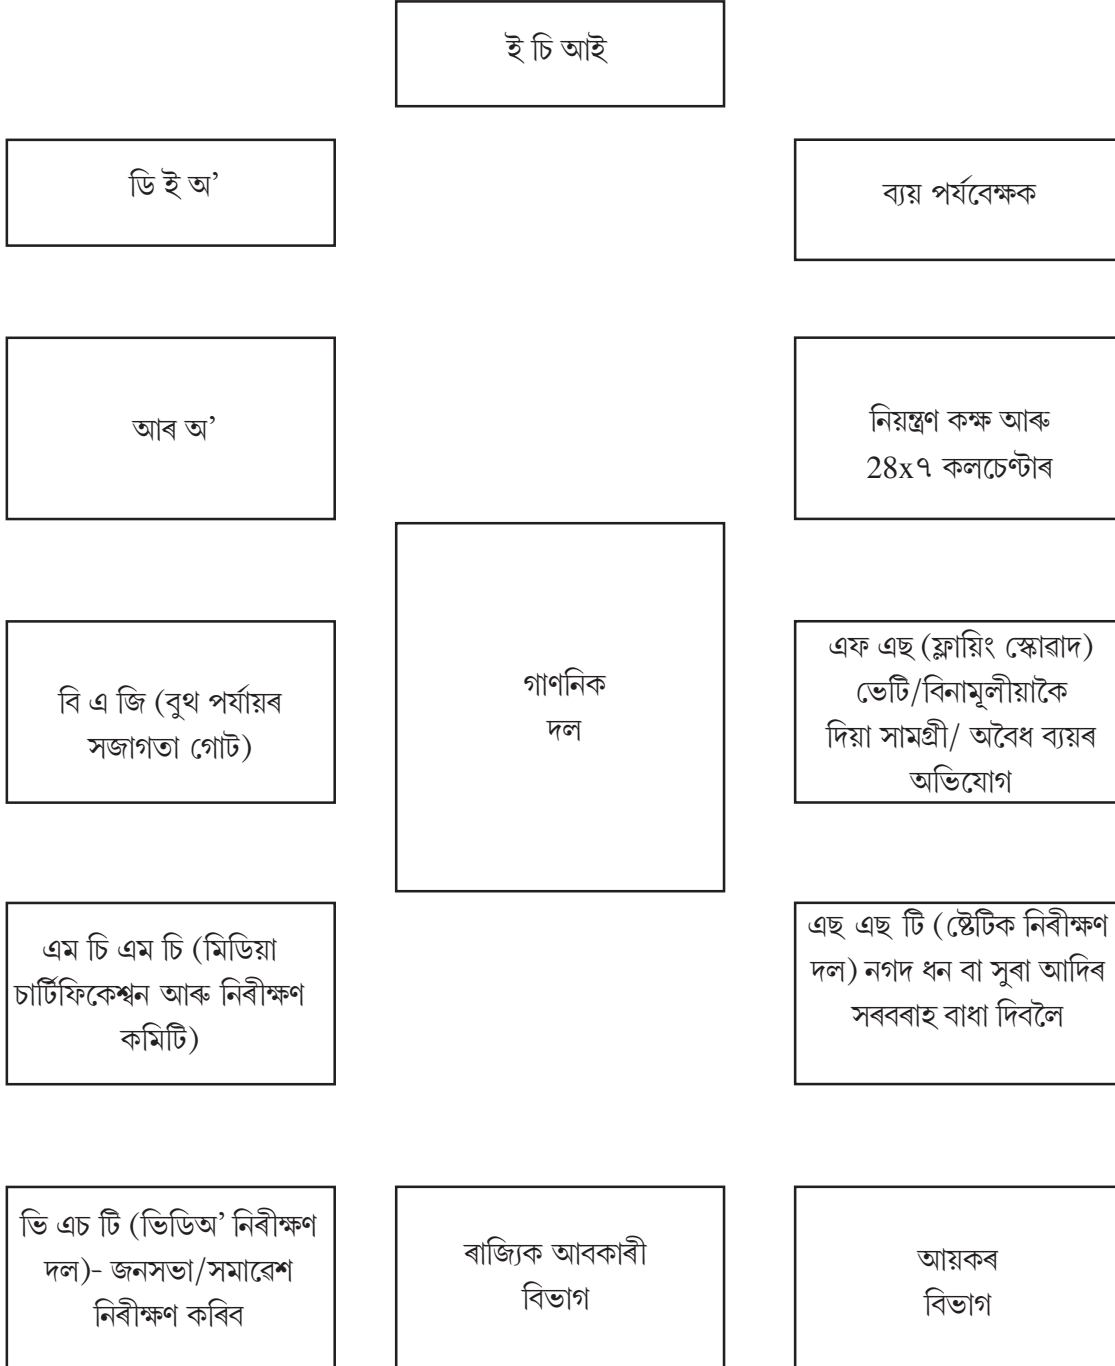 ই চি আই
ডি ই অ’
ব্যয় পৰ্যবেক্ষক
আৰ অ’
নিয়ন্ত্ৰণ কক্ষ আৰু
28x৭ কলচেণ্টাৰ
গাণনিক
দল
বি এ জি (বুথ পৰ্যায়ৰ
সজাগতা গোট)
এফ এছ (ফ্লায়িং স্কোৱাদ)
ভেটি/বিনামূলীয়াকৈ
দিয়া সামগ্ৰী/ অবৈধ ব্যয়ৰ
অভিযোগ
এম চি এম চি (মিডিয়া
চাৰ্টিফিকেশ্বন আৰু নিৰীক্ষণ
কমিটি)
এছ এছ টি (ষ্টেটিক নিৰীক্ষণ
দল) নগদ ধন বা সুৰা আদিৰ
সৰবৰাহ বাধা দিবলৈ
ভি এচ টি (ভিডিঅ’ নিৰীক্ষণ
দল)- জনসভা/সমাৱেশ
নিৰীক্ষণ কৰিব
ৰাজ্যিক আবকাৰী
বিভাগ
আয়কৰ
বিভাগ